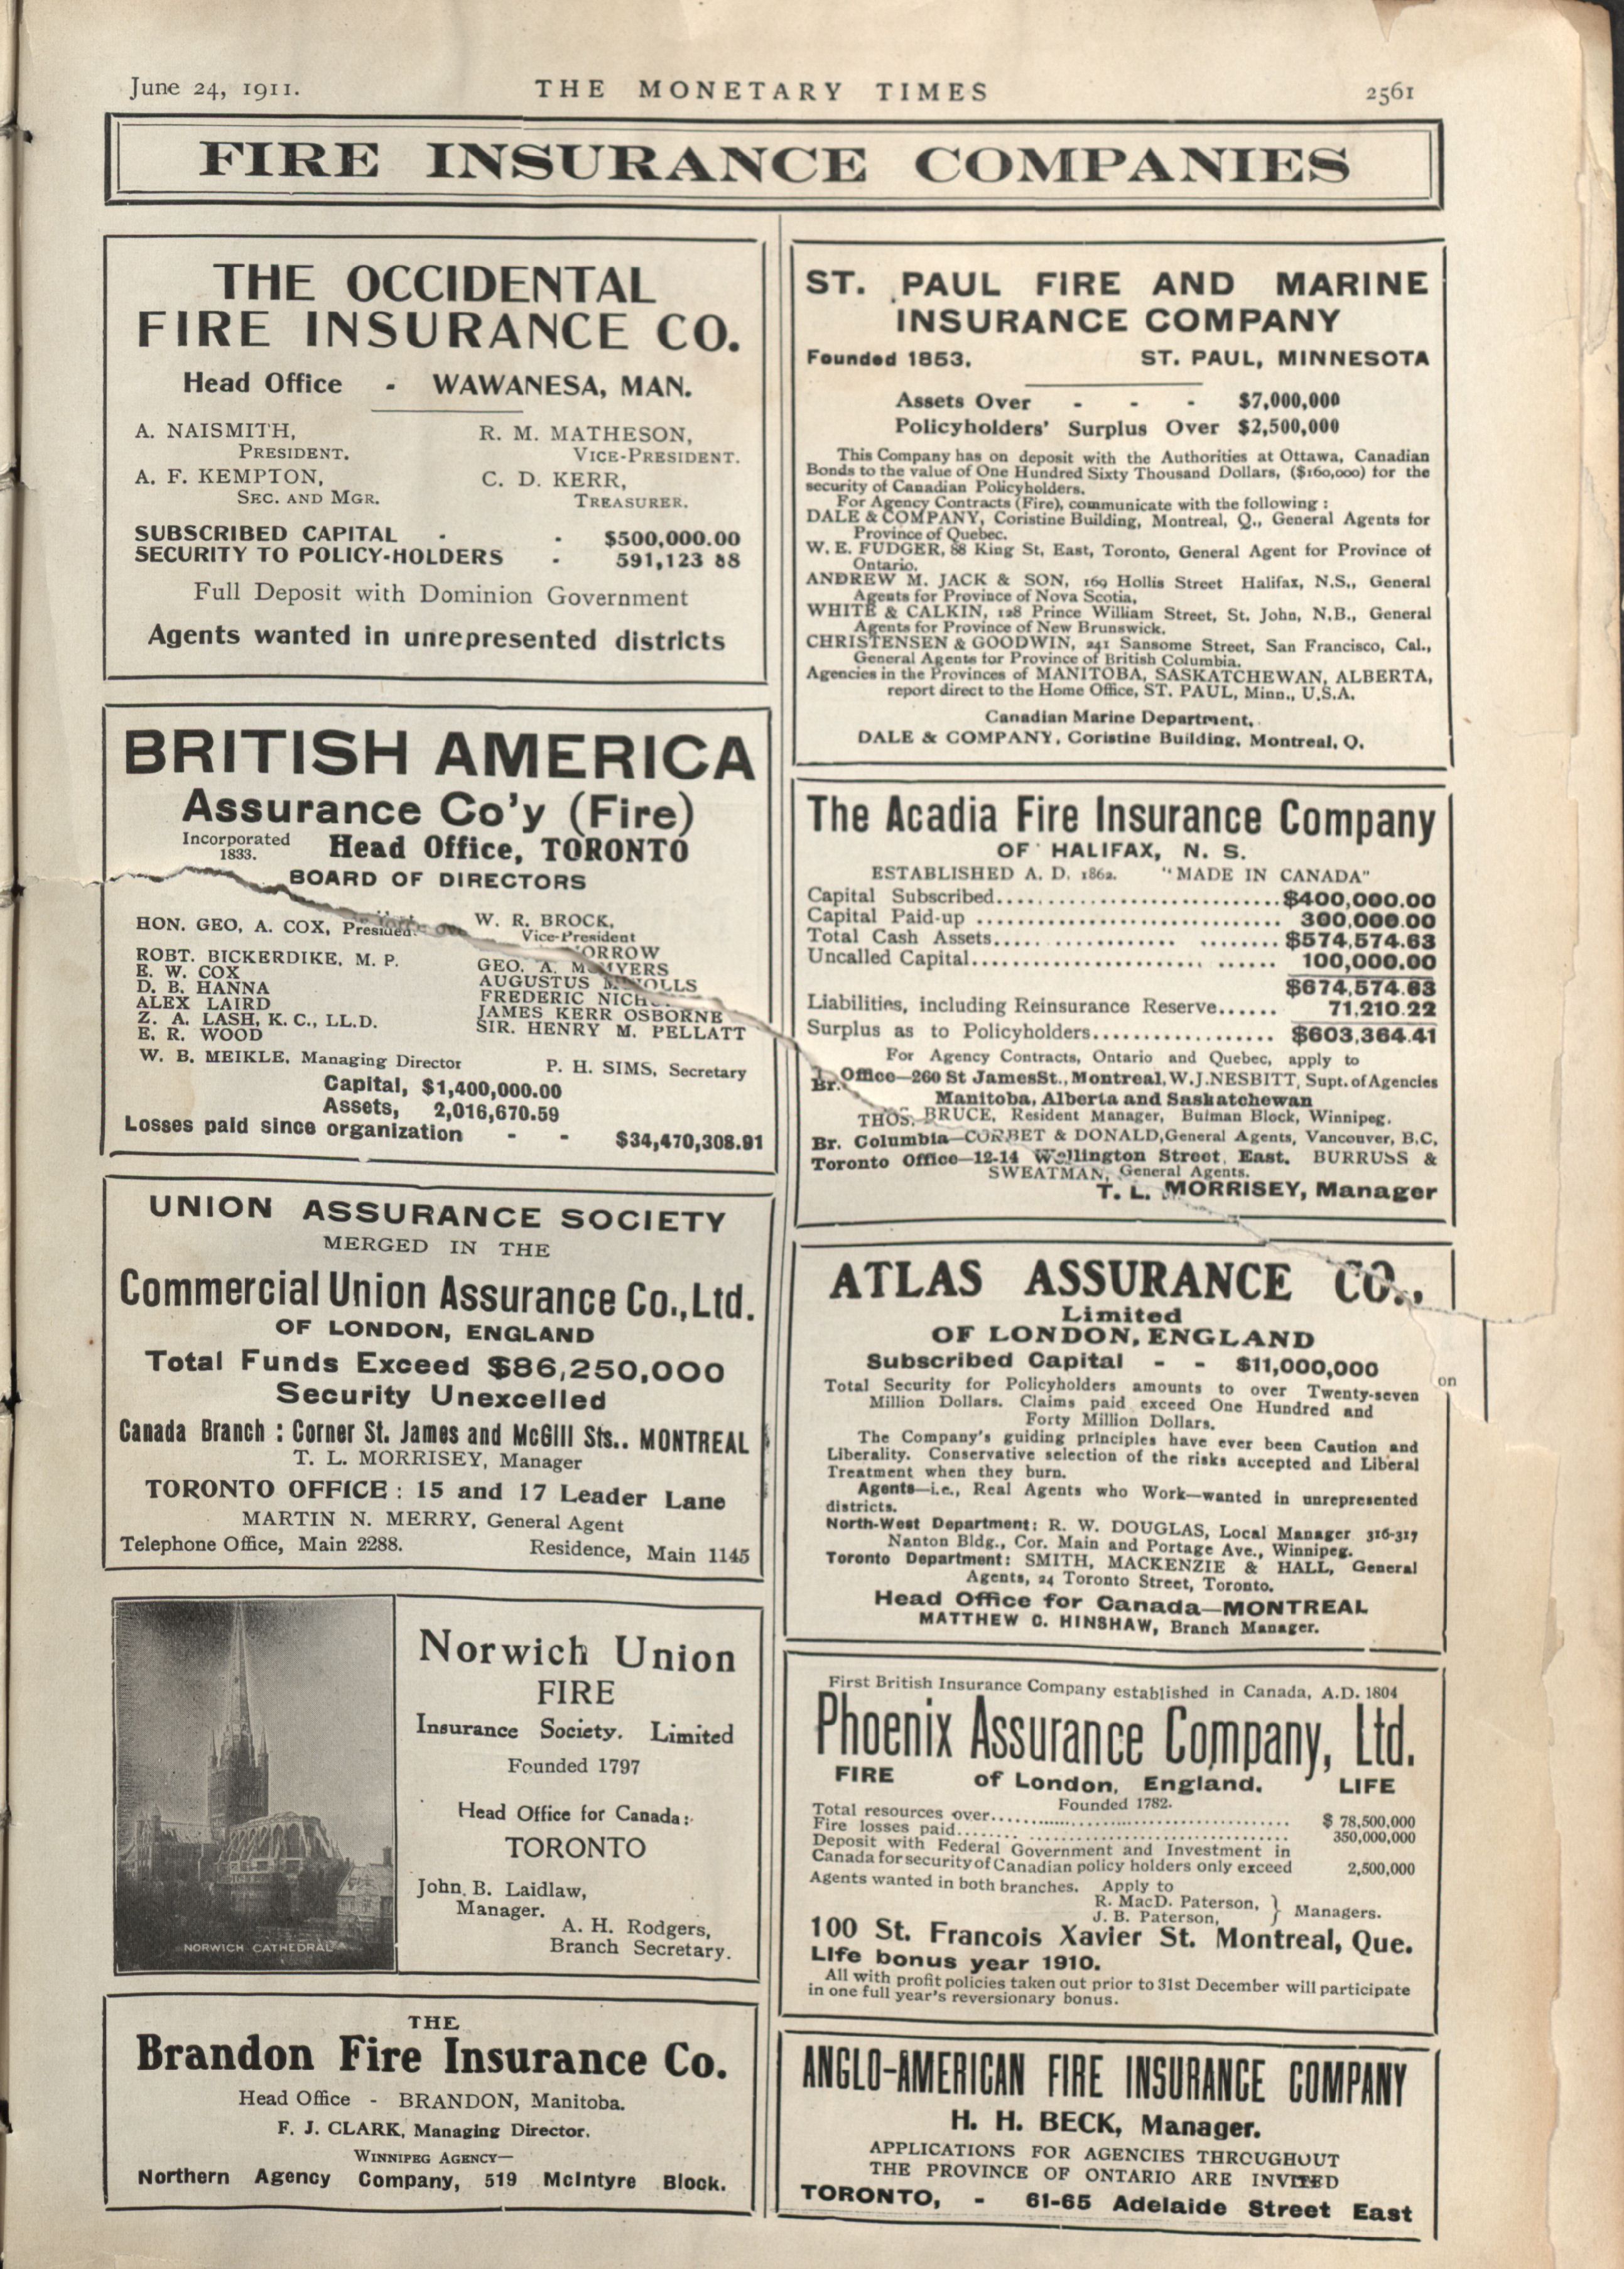 June 24, 1911.
THE MONETARY TIMES
2561
FIRE INSURANCE COMPANIES
THE OCCIDENTAL
FIRE INSURANCE CO.
Head Office - WAWANESA, MAN.
A. NAISMITH,
PRESIDENT.
R. M. MATHESON,
VICE-PRESIDENT.
A. F. KEMPTON,
SEC. AND MGR.
C. D. KERR,
TREASURER.
SUBSCRIBED CAPITAL - - $500,000.00
SECURITY TO POLICY-HOLDERS - 591,123 88
Full Deposit with Dominion Government
Agents wanted in unrepresented districts
BRITISH AMERICA
Assurance Co'y (Fire)
Incorporated
1833.
Head Office, TORONTO
BOARD OF DIRECTORS
HON. GEO, A. COX,
W. R. BROCK,
Vice-President
ROBT. BICKERDIKE, M. P.
E. W. COX
D. B. HANNA
ALEX LAIRD
Z. A. LASH, K. C., LL.D.
E. R. WOOD
GEO. A.
AUGUSTUS
FREDERIC
JAMES KERR OSBORNE
SIR. HENRY M. PELLATT
W. B. MEIKLE, Managing Director
P. H. SIMS, Secretary
Capital, $1,400,000.00
Assets, 2,016,670.59
Losses paid since organization - - $34,470,308.91
UNION ASSURANCE SOCIETY
MERGED IN THE
Commercial Union Assurance Co., Ltd.
OF LONDON, ENGLAND
Total Funds Exceed $86,250,000
Security Unexcelled
Canada Branch : Corner St. James and McGill Sts.. MONTREAL
T. L. MORRISEY, Manager
TORONTO OFFICE : 15 and 17 Leader Lane
MARTIN N. MERRY, General Agent
Telephone Office, Main 2288. Residence, Main 1145
NORWICH CATHEDRAL
Norwich Union
FIRE
Insurance Society. Limited
Founded 1797
Head Office for Canada:
TORONTO
John. B. Laidlaw,
Manager.
A. H. Rodgers,
Branch Secretary.
THE
Brandon Fire Insurance Co.
Head Office - BRANDON, Manitoba.
F. J. CLARK, Managing Director.
WINNIPEG AGENCY—
Northern Agency Company, 519 McIntyre Block.
ST. PAUL FIRE AND MARINE
INSURANCE COMPANY
Founded 1853. ST. PAUL, MINNESOTA
Assets Over - - - $7,000,000
Policyholders' Surplus Over $2,500,000
This Company has on deposit with the Authorities at Ottawa, Canadian
Bonds to the value of One Hundred Sixty Thousand Dollars, ($160,000) for the
security of Canadian Policyholders.
For Agency Contracts (Fire), communicate with the following :
DALE & COMPANY, Coristine Building, Montreal, Q., General Agents for
Province of Quebec.
W. E. FUDGER, 88 King St, East, Toronto, General Agent for Province of
Ontario.
ANDREW M. JACK & SON, 169 Hollis Street Halifax, N.S., General
Agents for Province of Nova Scotia,
WHITE & CALKIN, 128 Prince William Street, St. John, N.B., General
Agents for Province of New Brunswick.
CHRISTENSEN & GOODWIN, 241 Sansome Street, San Francisco, Cal.,
General Agents for Province of British Columbia.
Agencies in the Provinces of MANITOBA, SASKATCHEWAN, ALBERTA,
report direct to the Home Office, ST. PAUL, Minn., U.S.A.
Canadian Marine Department,
DALE & COMPANY, Coristine Building, Montreal, Q.
The Acadia Fire Insurance Company
OF HALIFAX, N. S.
ESTABLISHED A. D. 1862. "MADE IN CANADA"
Capital Subscribed............................$400,000.00
Capital Paid-up .............................. 300,000.00
Total Cash Assets.................... ........$574,574.63
Uncalled Capital......................... ...... 100,000.00
$674,574.63
Liabilities, including Reinsurance Reserve...... 71,210.22
Surplus as to Policyholders.................. $603,364.41
For Agency Contracts, Ontario and Quebec, apply to
Br. Office—260 St James St., Montreal, W. J. NESBITT, Supt. of Agencies
Manitoba, Alberta and Saskatchewan
THOS. BRUCE, Resident Manager, Bulman Block, Winnipeg.
Br. Columbia—CORBET & DONALD, General Agents, Vancouver, B.C,
Toronto Office—12-14 Wellington Street, East. BURRUSS &
SWEATMAN, General Agents.
T. L. MORRISEY, Manager
ATLAS ASSURANCE CO.,
Limited
OF LONDON, ENGLAND
Subscribed Capital - - $11,000,000
on
Total Security for Policyholders amounts to over Twenty-seven
Million Dollars. Claims paid exceed One Hundred and
Forty Million Dollars.
The Company's guiding principles have ever been Caution and
Liberality. Conservative selection of the risks accepted and Liberal
Treatment when they burn.
Agents—i.e., Real Agents who Work—wanted in unrepresented
districts.
North-West Department: R. W. DOUGLAS, Local Manager 316-317
Nanton Bldg., Cor. Main and Portage Ave., Winnipeg.
Toronto Department: SMITH, MACKENZIE & HALL, General
Agents, 24 Toronto Street, Toronto.
Head Office for Canada—MONTREAL
MATTHEW C. HINSHAW, Branch Manager.
First British Insurance Company established in Canada, A.D. 1804
Phoenix Assurance Company, Ltd.
FIRE of London, England. LIFE
Founded 1782.
Total resources over.......................................... $ 78,500,000
Fire losses paid........ .................................. 350,000,000
Deposit with Federal Government and Investment in
Canada for security of Canadian policy holders only exceed 2,500,000
Agents wanted in both branches. Apply to
R. MacD. Paterson, } Managers.
J. B. Paterson,
100 St. Francois Xavier St. Montreal, Que.
Life bonus year 1910.
All with profit policies taken out prior to 31st December will participate
in one full year's reversionary bonus.
ANGLO-AMERICAN FIRE INSURANCE COMPANY
H. H. BECK, Manager.
APPLICATIONS FOR AGENCIES THROUGHOUT
THE PROVINCE OF ONTARIO ARE INVITED
TORONTO, - 61-65 Adelaide Street East